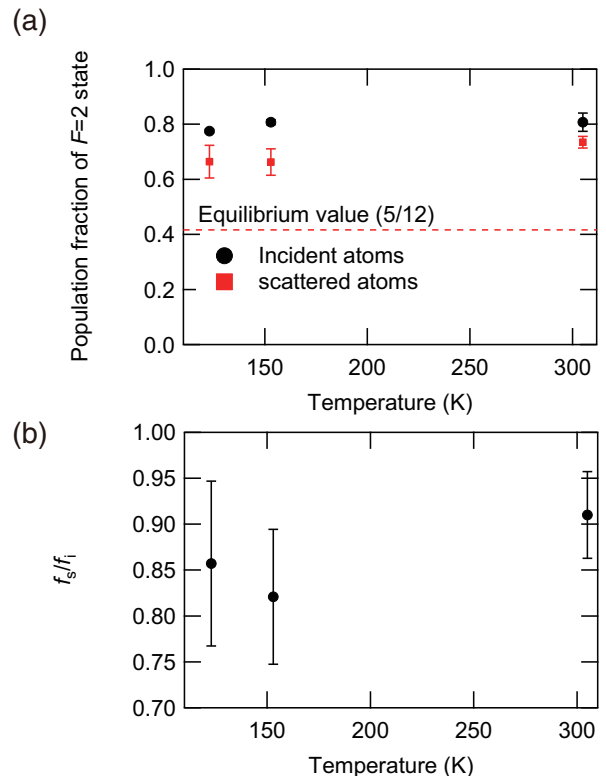 (a)
Population fraction of F=2 state
1.0
0.8
0.6
0.4
0.2
0.0
Equilibrium value (5/12)
Incident atoms
scattered atoms
150
200
250
300
Temperature (K)
(b)
fs/fi
1.00
0.95
0.90
0.85
0.80
0.75
0.70
150
200
250
300
Temperature (K)